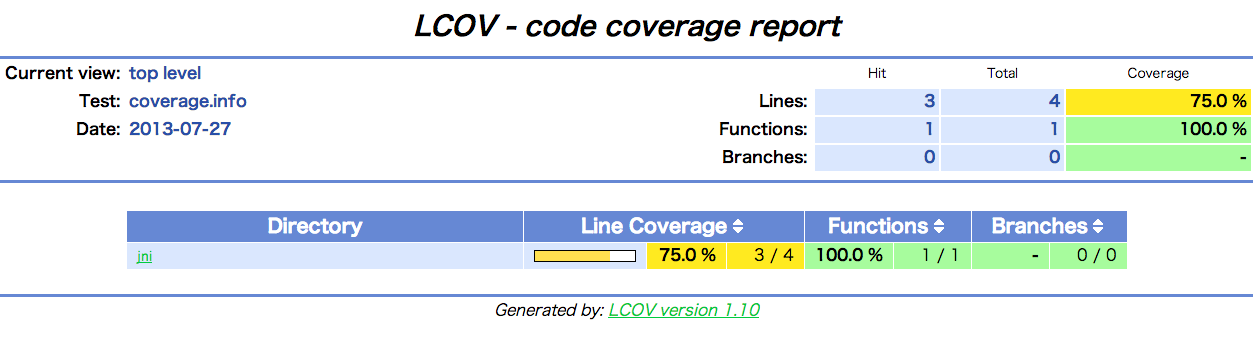 LCOV - code coverage report
Current view: top level Hit Total Coverage
Test: coverage.info Lines: 3 4 75.0 %
Date: 2013-07-27 Functions: 1 1 100.0 %
Branches: 0 0 -
Directory Line Coverage Functions Branches
jni 75.0 % 3 / 4 100.0 % 1 / 1 - 0 / 0
Generated by: LCOV version 1.10